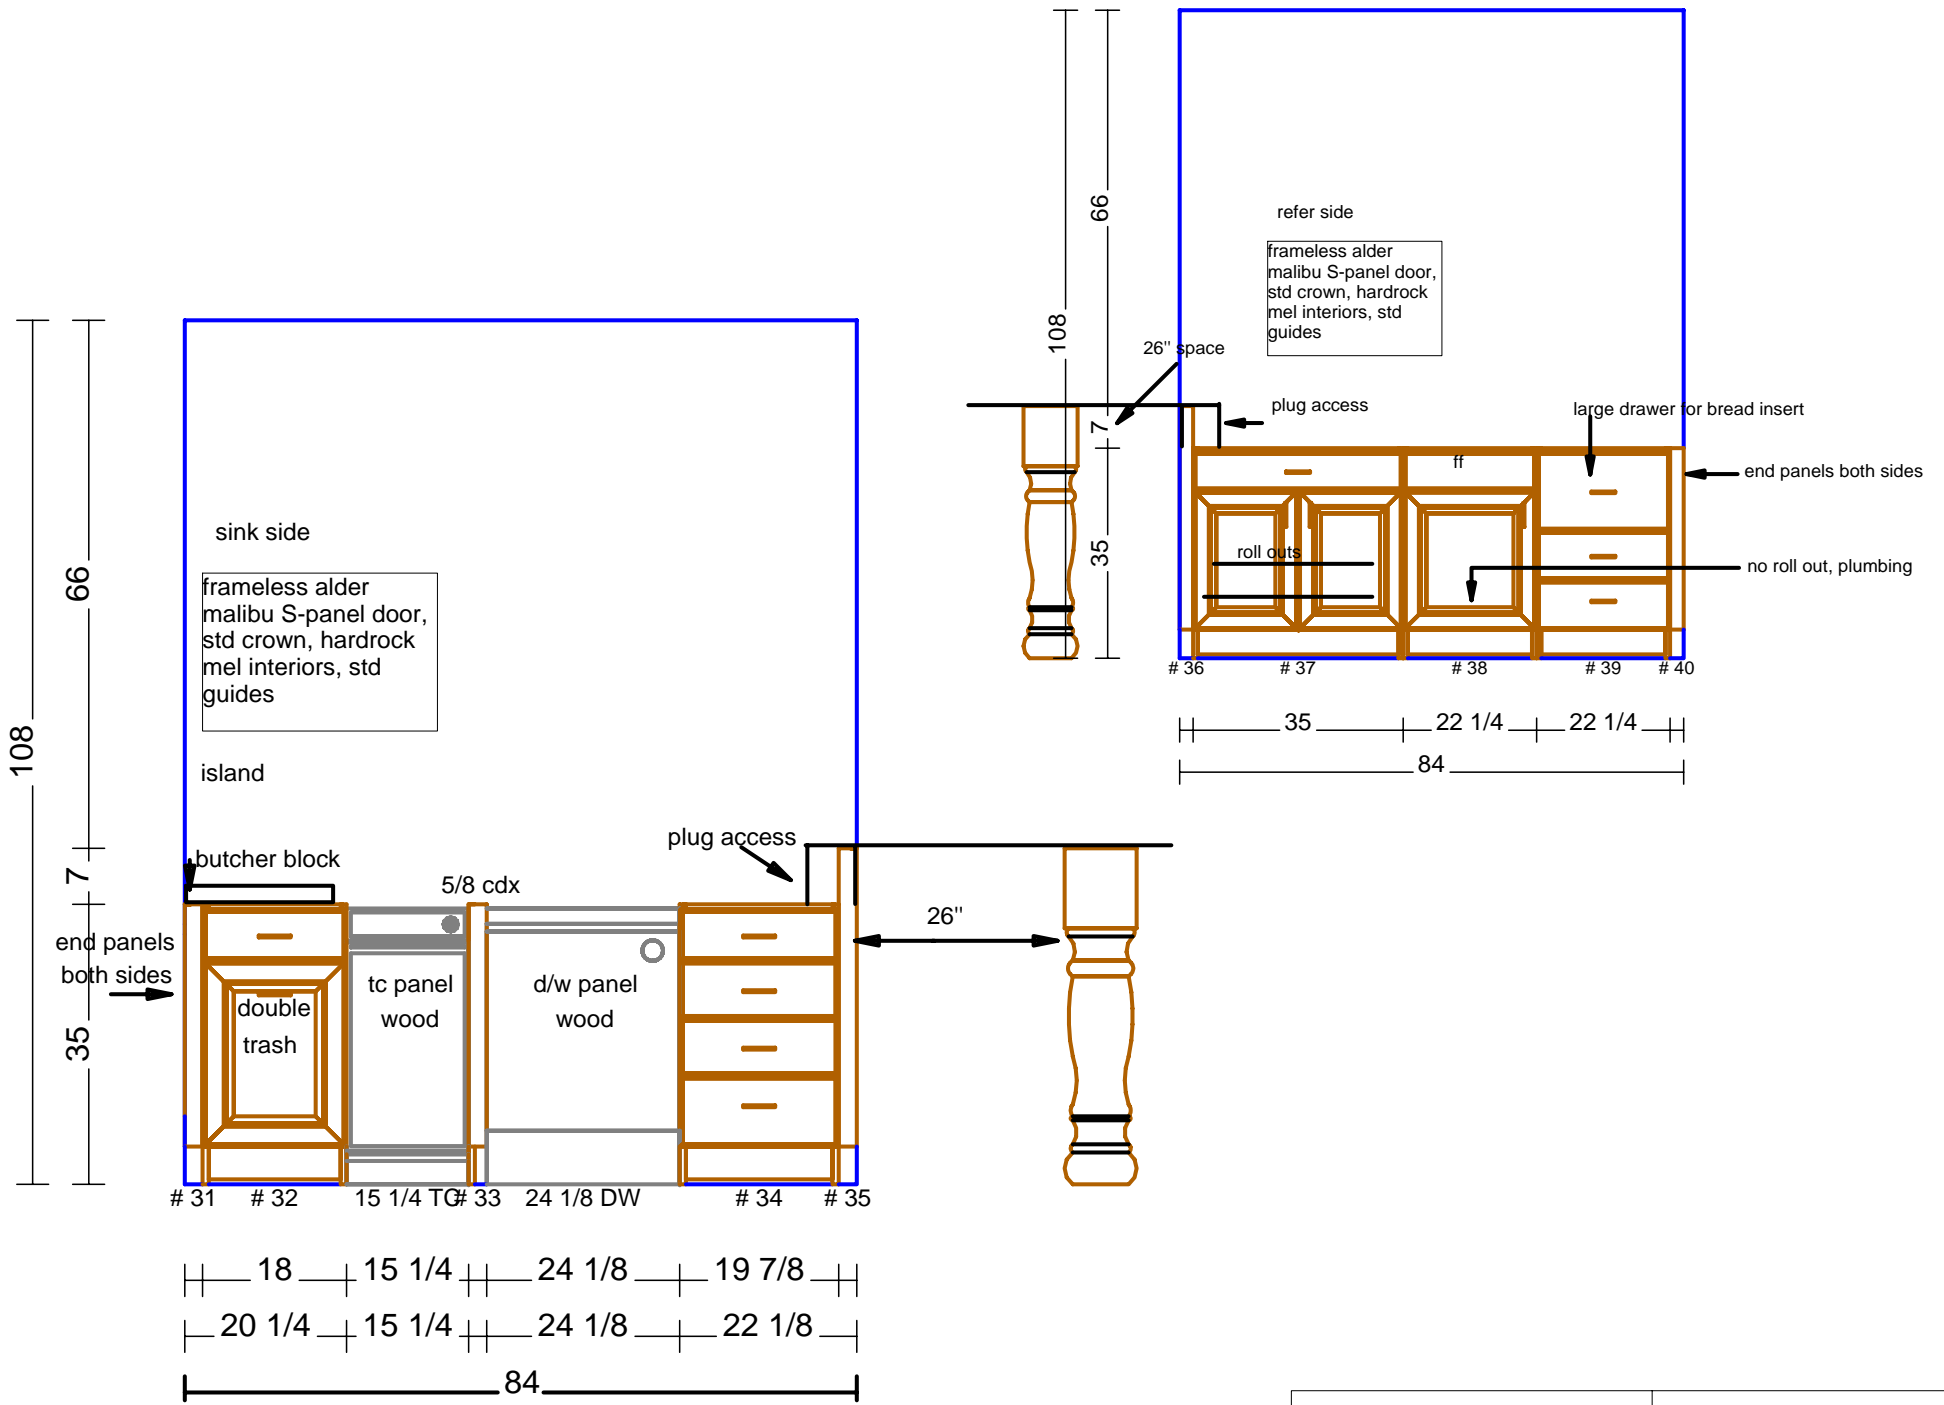 108
66
7
35
sink side
frameless alder
malibu S-panel door,
std crown, hardrock
mel interiors, std
guides
island
butcher block
5/8 cdx
plug access
end panels
both sides
double
trash
tc panel
wood
d/w panel
wood
26"
# 31
# 32
15 1/4 TC
# 33
24 1/8 DW
# 34
# 35
18
15 1/4
24 1/8
19 7/8
20 1/4
15 1/4
24 1/8
22 1/8
84
108
66
7
35
refer side
frameless alder
malibu S-panel door,
std crown, hardrock
mel interiors, std
guides
26" space
plug access
large drawer for bread insert
ff
end panels both sides
roll outs
no roll out, plumbing
# 36
# 37
# 38
# 39
# 40
35
22 1/4
22 1/4
84